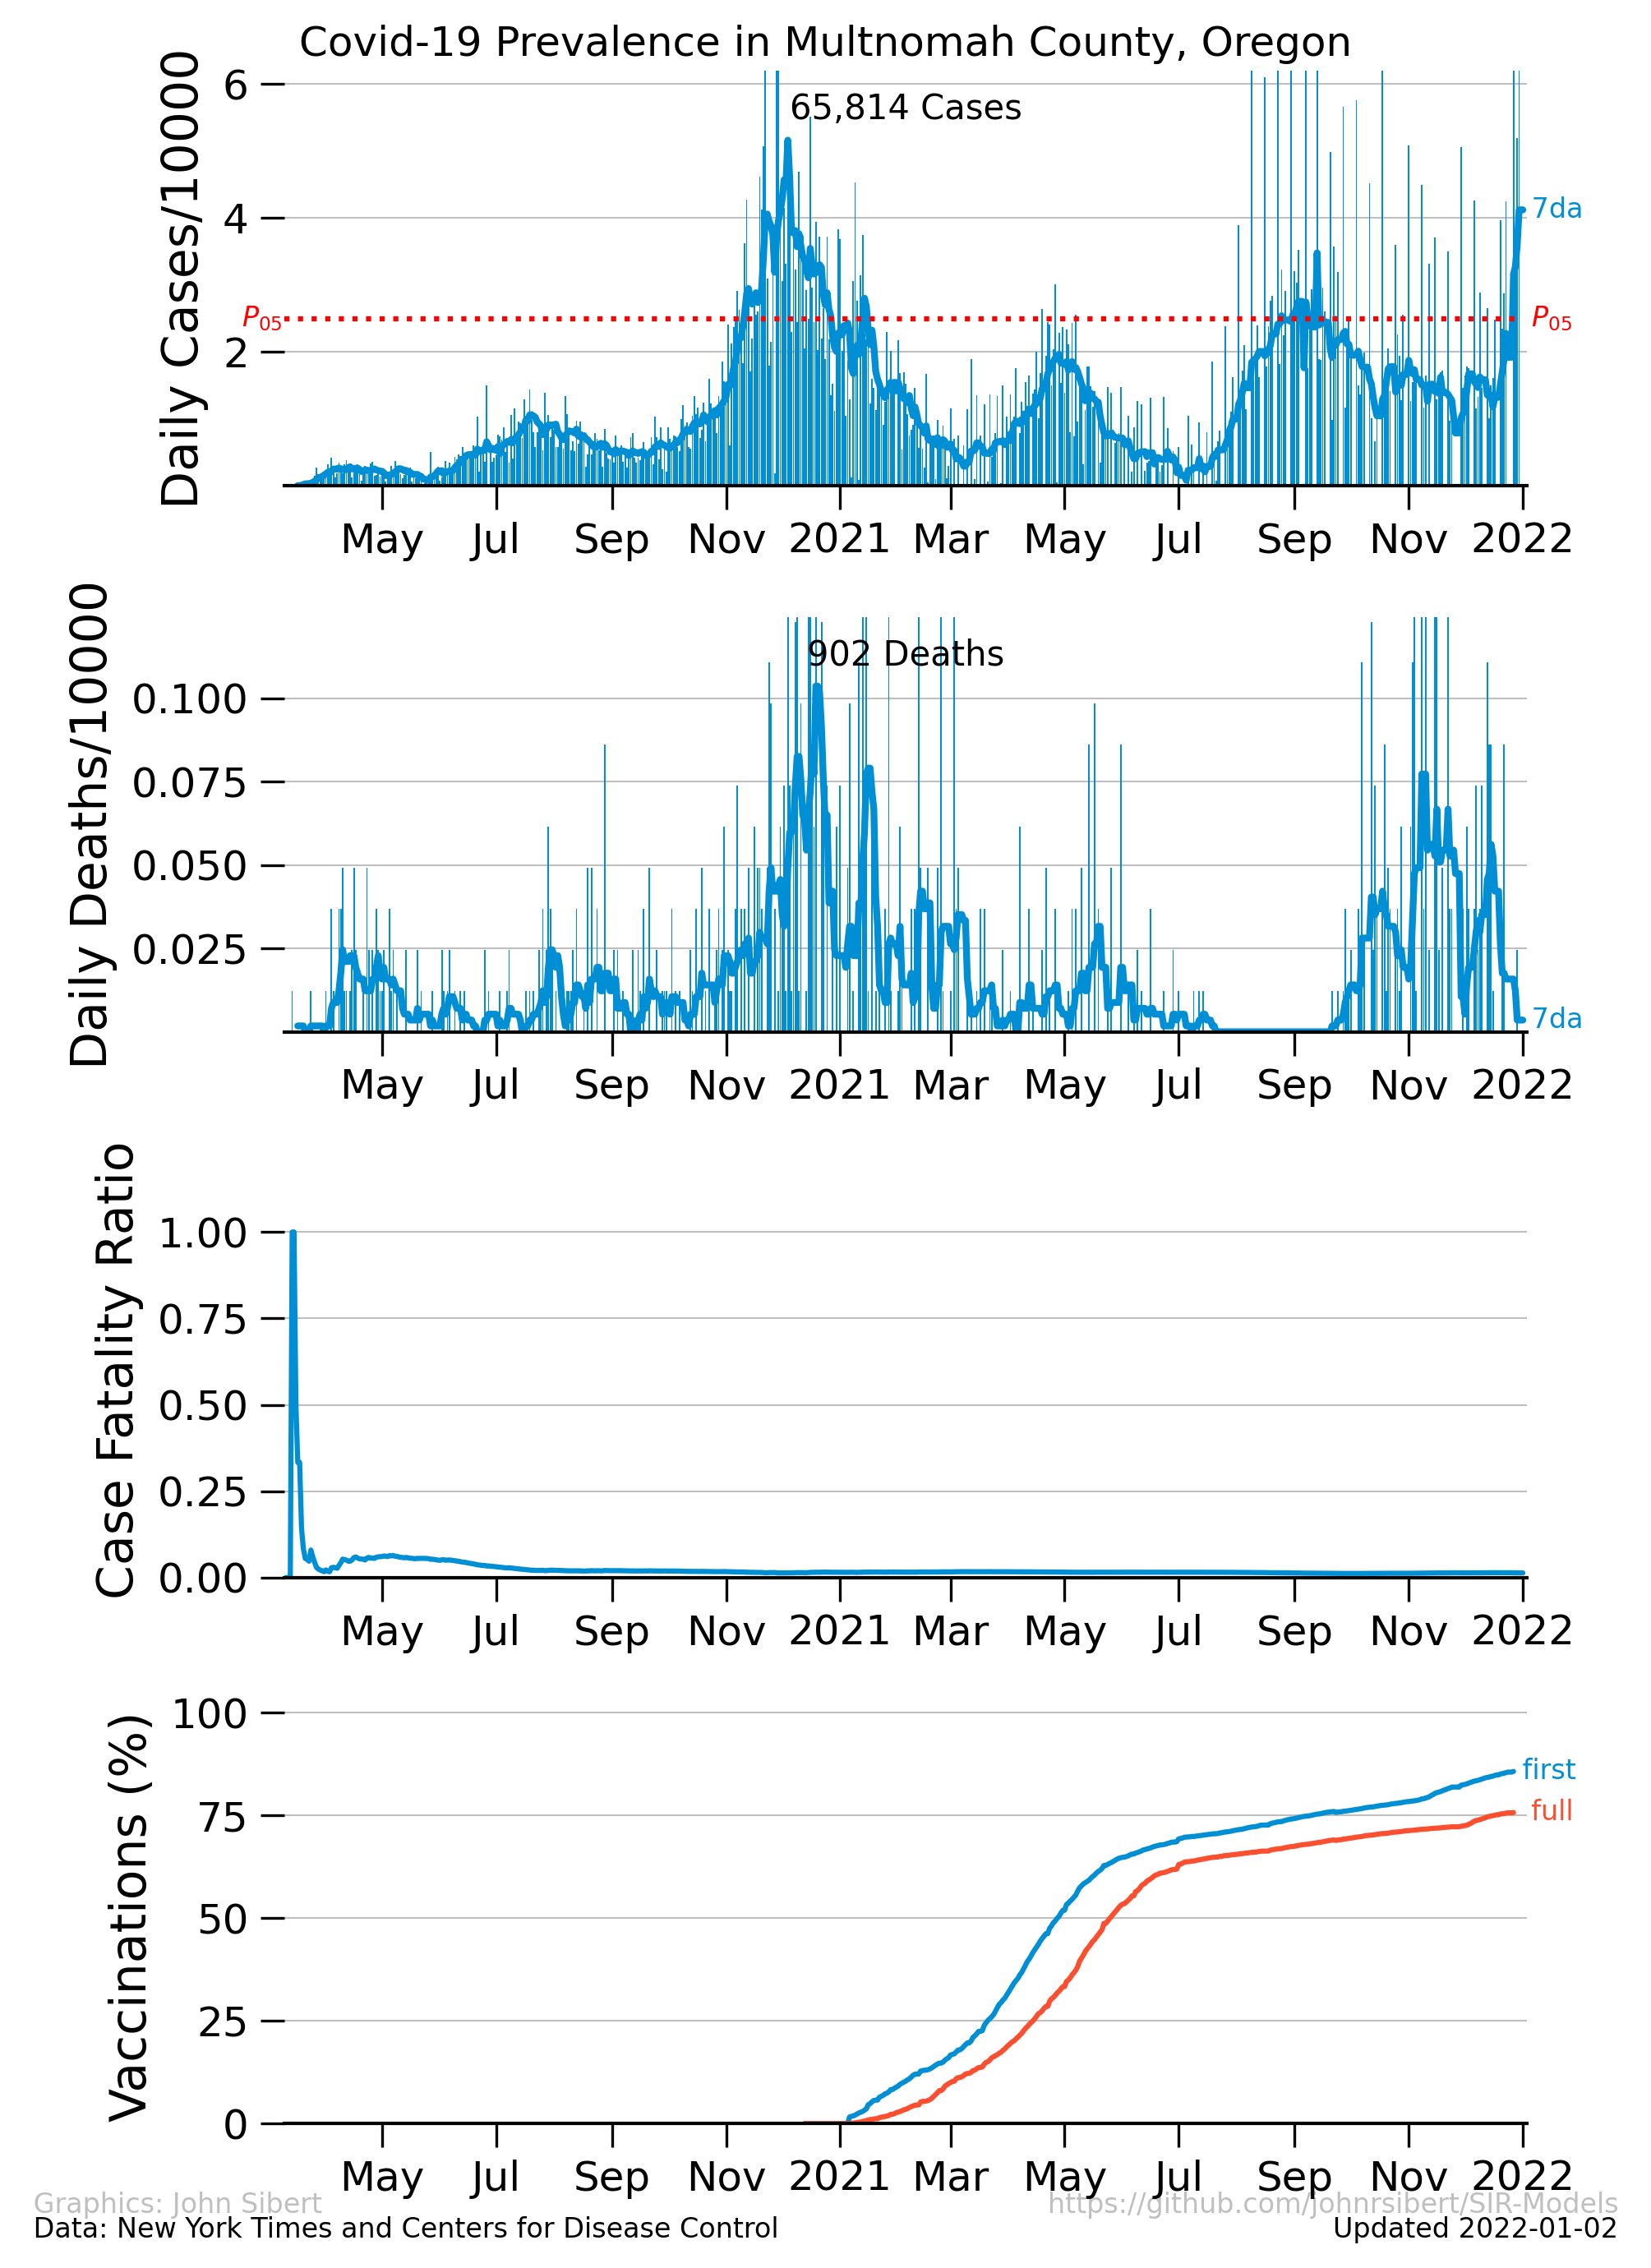 Covid-19 Prevalence in Multnomah County, Oregon
Daily Cases/10000
6
4
2
65,814 Cases
7da
P05
P05
May Jul Sep Nov 2021 Mar May Jul Sep Nov 2022
Daily Deaths/10000
0.100
0.075
0.050
0.025
902 Deaths
7da
May Jul Sep Nov 2021 Mar May Jul Sep Nov 2022
Case Fatality Ratio
1.00
0.75
0.50
0.25
0.00
May Jul Sep Nov 2021 Mar May Jul Sep Nov 2022
Vaccinations (%)
100
75
50
25
0
first
full
May Jul Sep Nov 2021 Mar May Jul Sep Nov 2022
Graphics: John Sibert
https://github.com/Johnrsibert/SIR-Models
Data: New York Times and Centers for Disease Control
Updated 2022-01-02